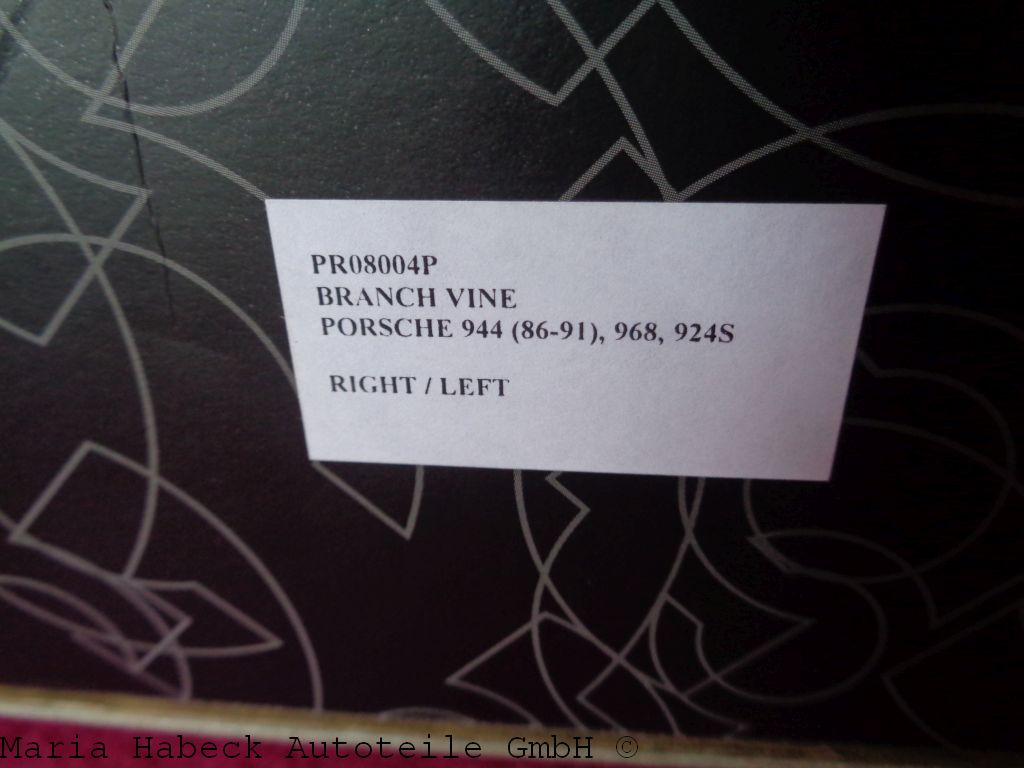 PR08004P
BRANCH VINE
PORSCHE 944 (86-91), 968, 924S
RIGHT / LEFT
Maria Habeck Autoteile GmbH ©